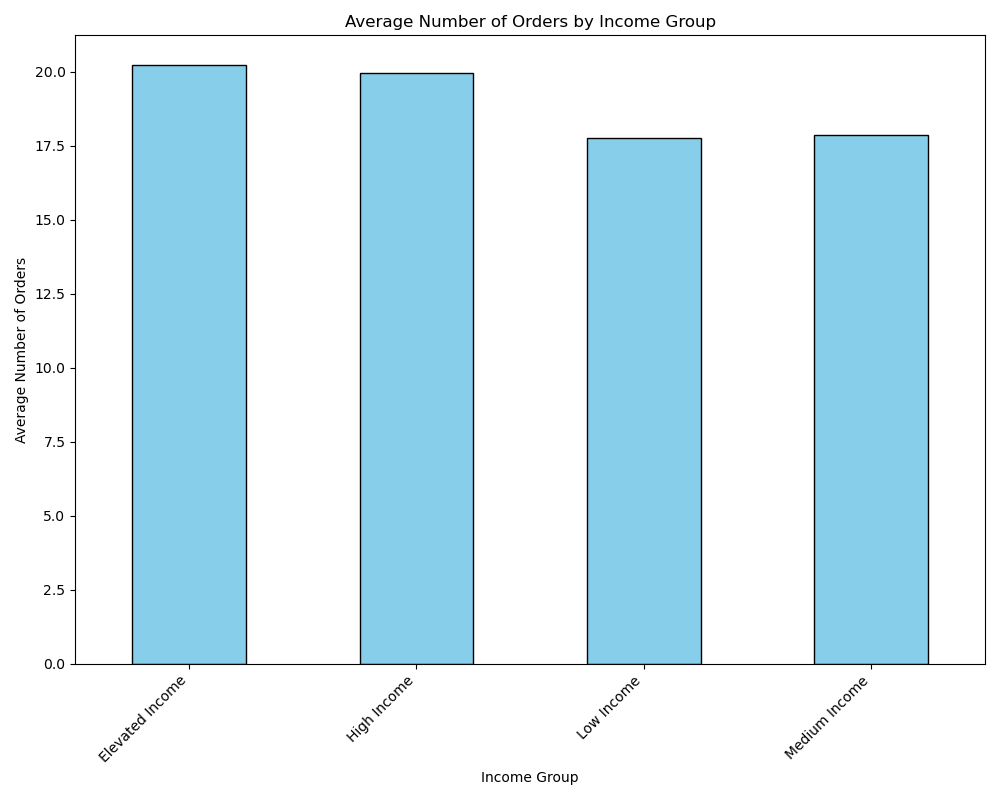 Average Number of Orders by Income Group
Average Number of Orders
20.0
17.5
15.0
12.5
10.0
7.5
5.0
2.5
0.0
Elevated Income
High Income
Low Income
Medium Income
Income Group